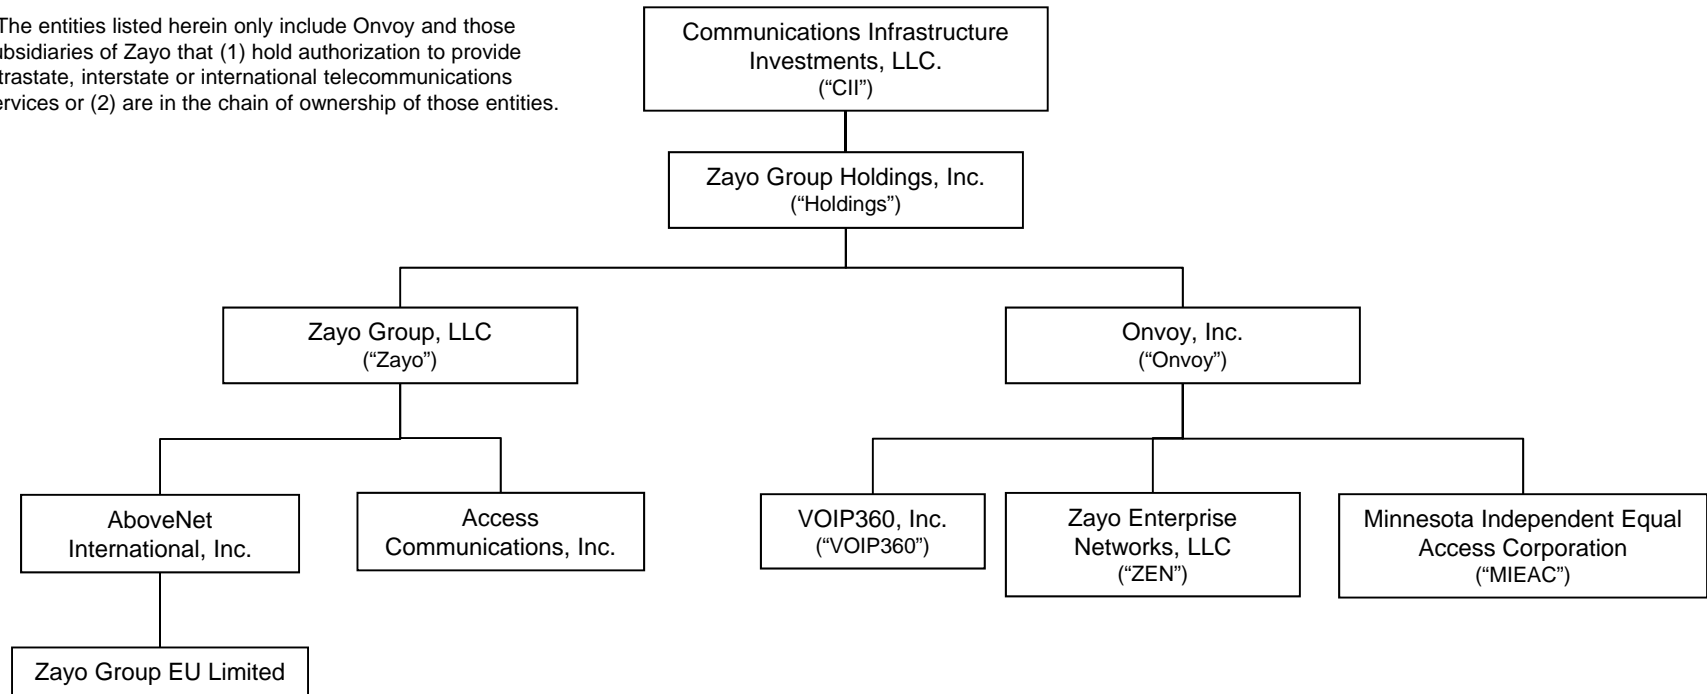 The entities listed herein only include Onvoy and those
ubsidiaries of Zayo that (1) hold authorization to provide
trastate, interstate or international telecommunications
ervices or (2) are in the chain of ownership of those entities.
Communications Infrastructure
Investments, LLC.
(“CII”)
Zayo Group Holdings, Inc.
(“Holdings”)
Zayo Group, LLC
(“Zayo”)
Onvoy, Inc.
(“Onvoy”)
AboveNet
International, Inc.
Access
Communications, Inc.
VOIP360, Inc.
(“VOIP360”)
Zayo Enterprise
Networks, LLC
(“ZEN”)
Minnesota Independent Equal
Access Corporation
(“MIEAC”)
Zayo Group EU Limited